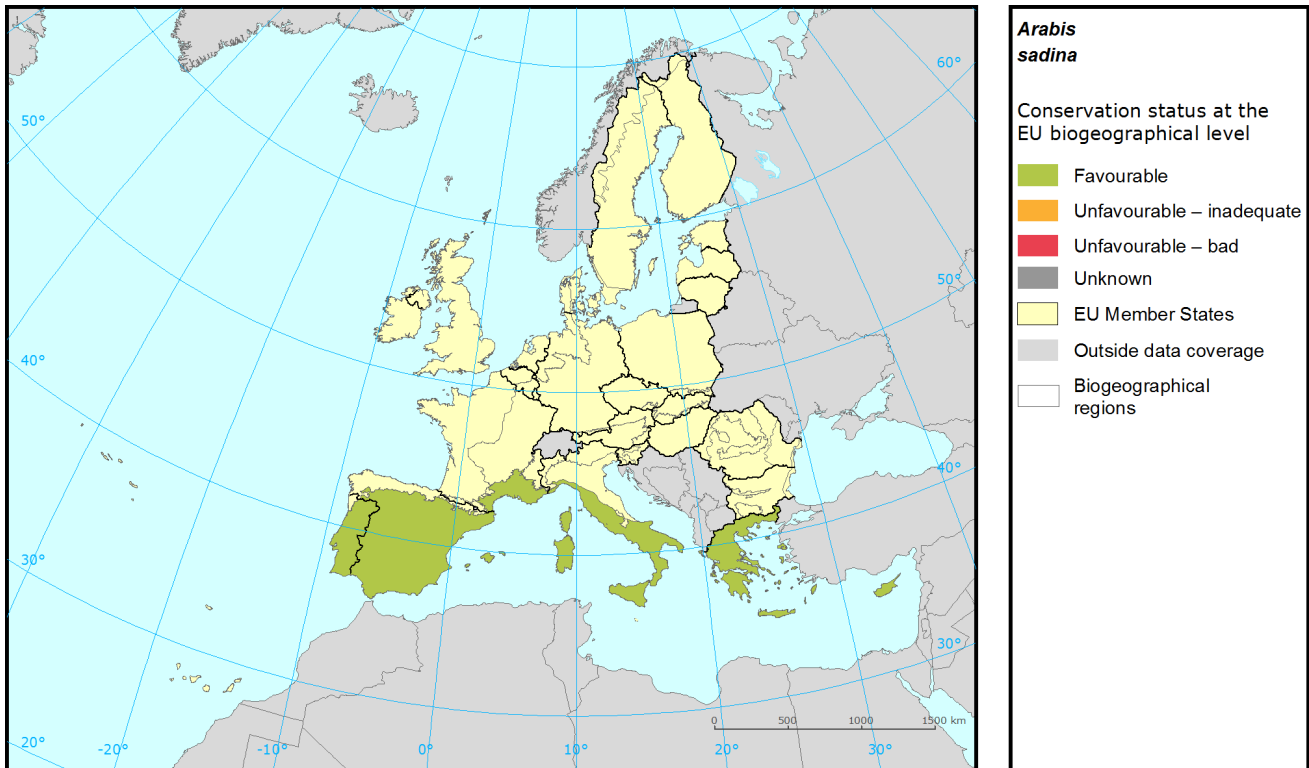 Arabis
sadina
Conservation status at the
EU biogeographical level
Favourable
Unfavourable – inadequate
Unfavourable – bad
Unknown
EU Member States
Outside data coverage
Biogeographical
regions
60°
50°
50°
40°
40°
30°
30°
0 500 1000 1500 km
20° -20° -10° 0° 10° 20° 30°